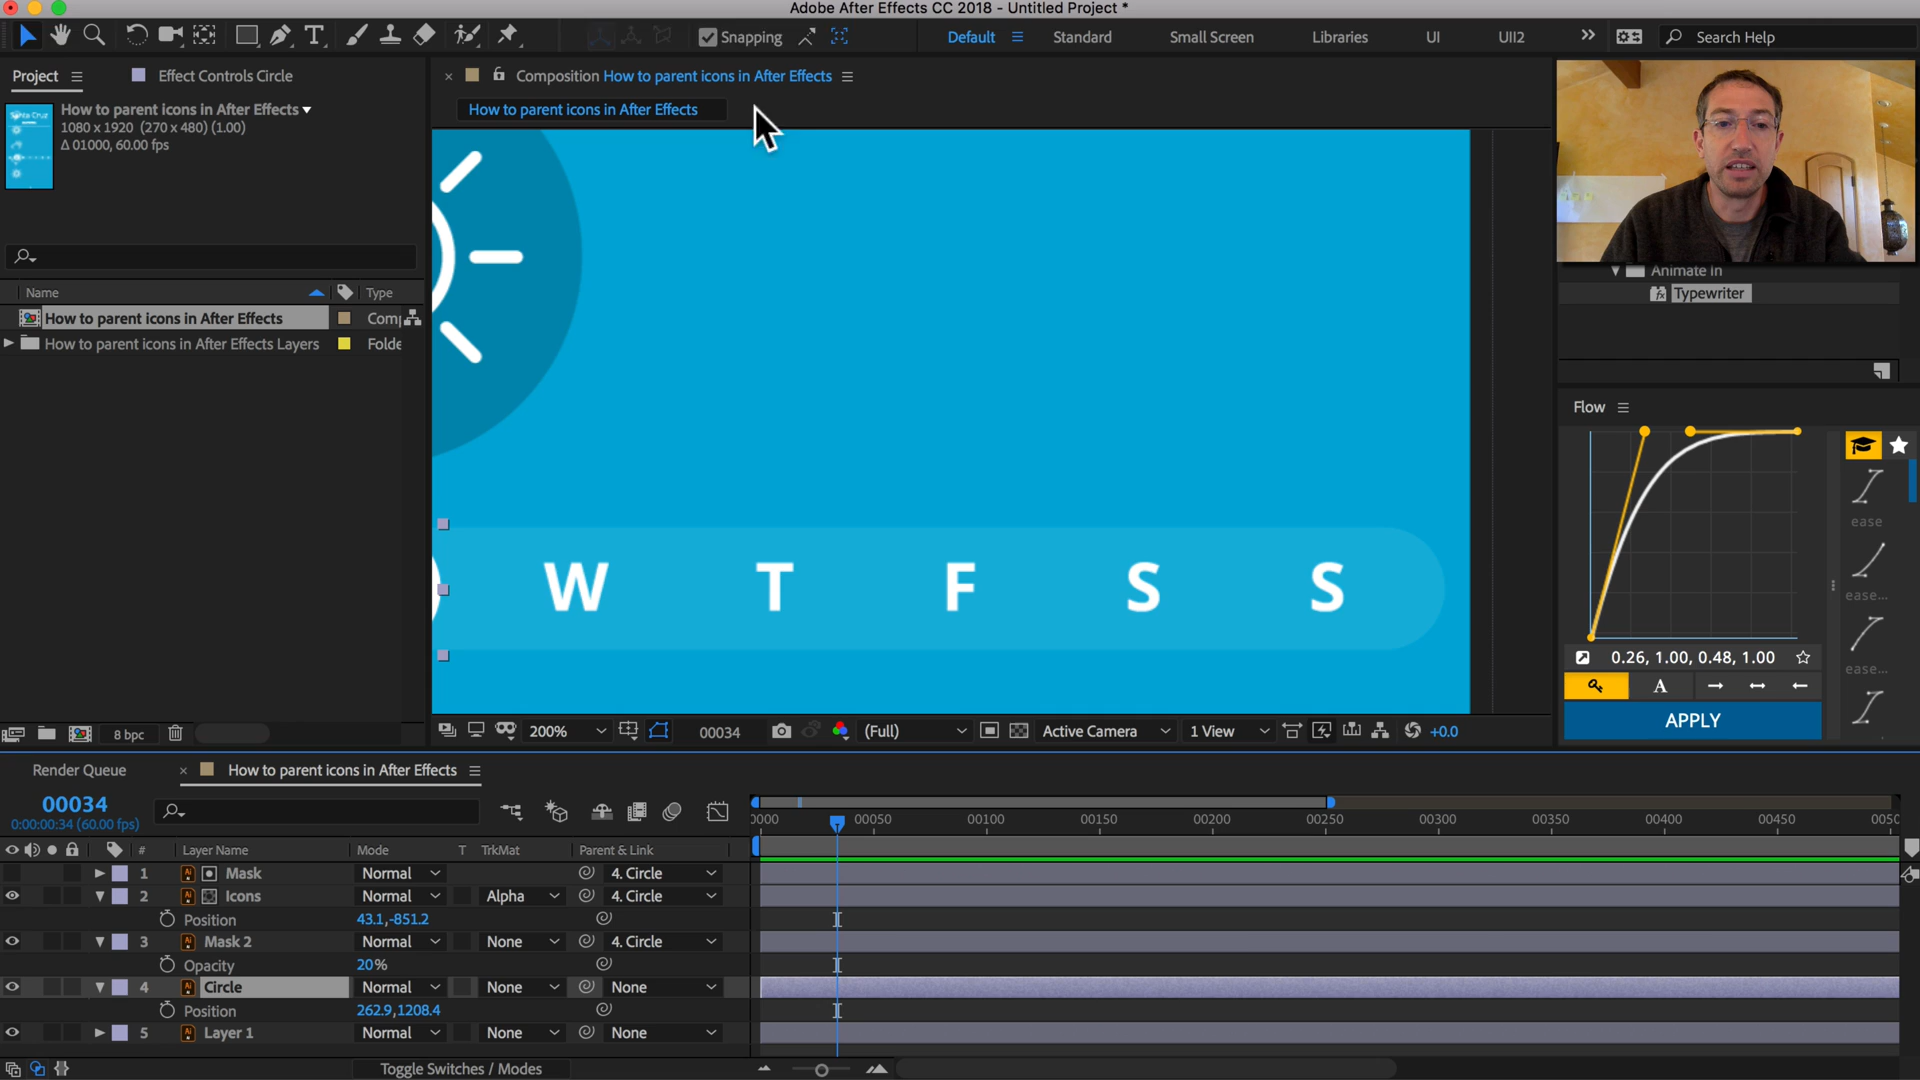 Adobe After Effects CC 2018 - Untitled Project *
Snapping
Default
Standard
Small Screen
Libraries
UI
UII2
Search Help
Project
Effect Controls Circle
Composition How to parent icons in After Effects
How to parent icons in After Effects
How to parent icons in After Effects
1080 x 1920 (270 x 480) (1.00)
Δ 01000, 60.00 fps
Santa Cruz
Name
Type
How to parent icons in After Effects
Comp
How to parent icons in After Effects Layers
Folde
W T F S S
Animate In
Typewriter
Flow
ease
ease...
ease...
0.26, 1.00, 0.48, 1.00
A
APPLY
8 bpc
200%
00034
(Full)
Active Camera
1 View
+0.0
Render Queue
How to parent icons in After Effects
00034
0:00:00:34 (60.00 fps)
0000 00050 00100 00150 00200 00250 00300 00350 00400 00450 0050
# Layer Name Mode T TrkMat Parent & Link
1 Mask Normal 4. Circle
2 Icons Normal Alpha 4. Circle
Position 43.1,-851.2
3 Mask 2 Normal None 4. Circle
Opacity 20%
4 Circle Normal None None
Position 262.9,1208.4
5 Layer 1 Normal None None
Toggle Switches / Modes